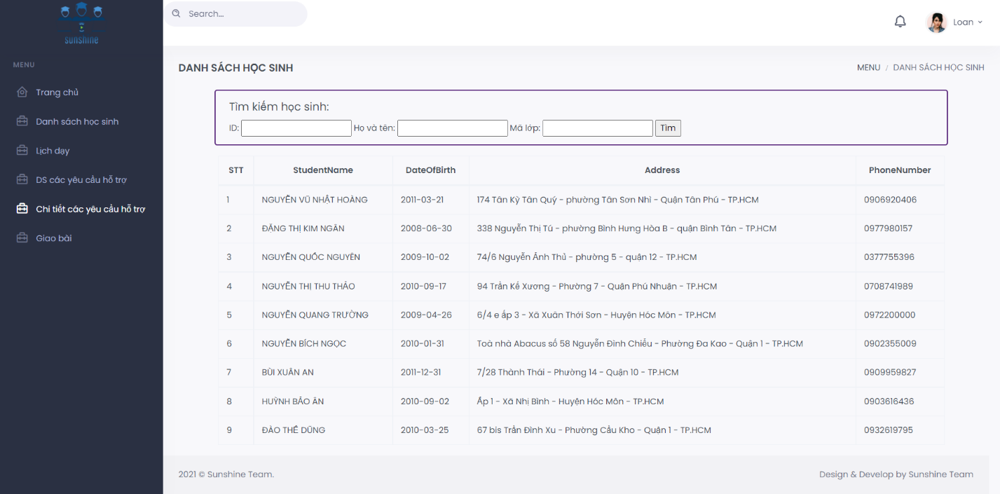 sunshine
Search...
Loan
MENU
Trang chủ
Danh sách học sinh
Lịch dạy
DS các yêu cầu hỗ trợ
Chi tiết các yêu cầu hỗ trợ
Giao bài
DANH SÁCH HỌC SINH
MENU / DANH SÁCH HỌC SINH
Tìm kiếm học sinh:
ID: Họ và tên: Mã lớp: Tìm
STT StudentName DateOfBirth Address PhoneNumber
1 NGUYỄN VŨ NHẬT HOÀNG 2011-03-21 174 Tân Kỳ Tân Quý - phường Tân Sơn Nhì - Quận Tân Phú - TP.HCM 0906920406
2 ĐẶNG THỊ KIM NGÂN 2008-06-30 338 Nguyễn Thị Tú - phường Bình Hưng Hòa B - quận Bình Tân - TP.HCM 0977980157
3 NGUYỄN QUỐC NGUYÊN 2009-10-02 74/6 Nguyễn Ảnh Thủ - phường 5 - quận 12 - TP.HCM 0377755396
4 NGUYỄN THỊ THU THẢO 2010-09-17 94 Trần Kế Xương - Phường 7 - Quận Phú Nhuận - TP.HCM 0708741989
5 NGUYỄN QUANG TRƯỜNG 2009-04-26 6/4 e ấp 3 - Xã Xuân Thới Sơn - Huyện Hóc Môn - TP.HCM 0972200000
6 NGUYỄN BÍCH NGỌC 2010-01-31 Toà nhà Abacus số 58 Nguyễn Đình Chiểu - Phường Đa Kao - Quận 1 - TP.HCM 0902355009
7 BÙI XUÂN AN 2011-12-31 7/28 Thành Thái - Phường 14 - Quận 10 - TP.HCM 0909959827
8 HUỲNH BẢO ÂN 2010-09-02 Ấp 1 - Xã Nhị Bình - Huyện Hóc Môn - TP.HCM 0903616436
9 ĐÀO THẾ DŨNG 2010-03-25 67 bis Trần Đình Xu - Phường Cầu Kho - Quận 1 - TP.HCM 0932619795
2021 © Sunshine Team. Design & Develop by Sunshine Team